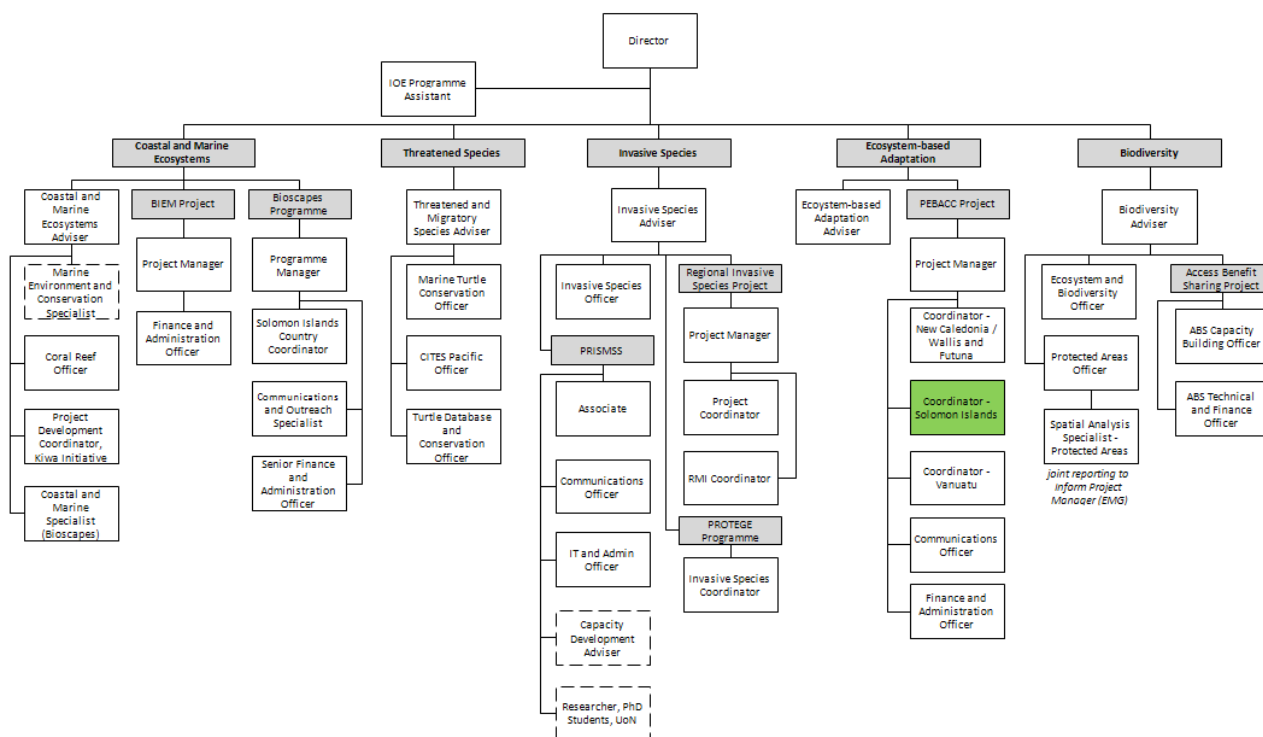 Director
IOE Programme
Assistant
Coastal and Marine
Ecosystems
Threatened Species
Invasive Species
Ecosystem-based
Adaptation
Biodiversity
Coastal and
Marine
Ecosystems
Adviser
BIEM Project
Bioscapes
Programme
Threatened and
Migratory
Species Adviser
Invasive Species
Adviser
Ecoystem-based
Adaptation
Adviser
PEBACC Project
Biodiversity
Adviser
Marine
Environment and
Conservation
Specialist
Project Manager
Programme
Manager
Marine Turtle
Conservation
Officer
Invasive Species
Officer
Regional Invasive
Species Project
Project Manager
Ecosystem and
Biodiversity
Officer
Access Benefit
Sharing Project
Coral Reef
Officer
Finance and
Administration
Officer
Solomon Islands
Country
Coordinator
CITES Pacific
Officer
PRISMSS
Project Manager
Coordinator -
New Caledonia /
Wallis and
Futuna
Protected Areas
Officer
ABS Capacity
Building Officer
Project
Development
Coordinator,
Kiwa Initiative
Communications
and Outreach
Specialist
Turtle Database
and
Conservation
Officer
Associate
Project
Coordinator
Coordinator -
Solomon Islands
Spatial Analysis
Specialist -
Protected Areas
ABS Technical
and Finance
Officer
joint reporting to
Inform Project
Manager (EMG)
Coastal and
Marine
Specialist
(Bioscapes)
Senior Finance
and
Administration
Officer
Communications
Officer
RMI Coordinator
Coordinator -
Vanuatu
PROTEGE
Programme
IT and Admin
Officer
Invasive Species
Coordinator
Communications
Officer
Capacity
Development
Adviser
Finance and
Administration
Officer
Researcher, PhD
Students, UoN